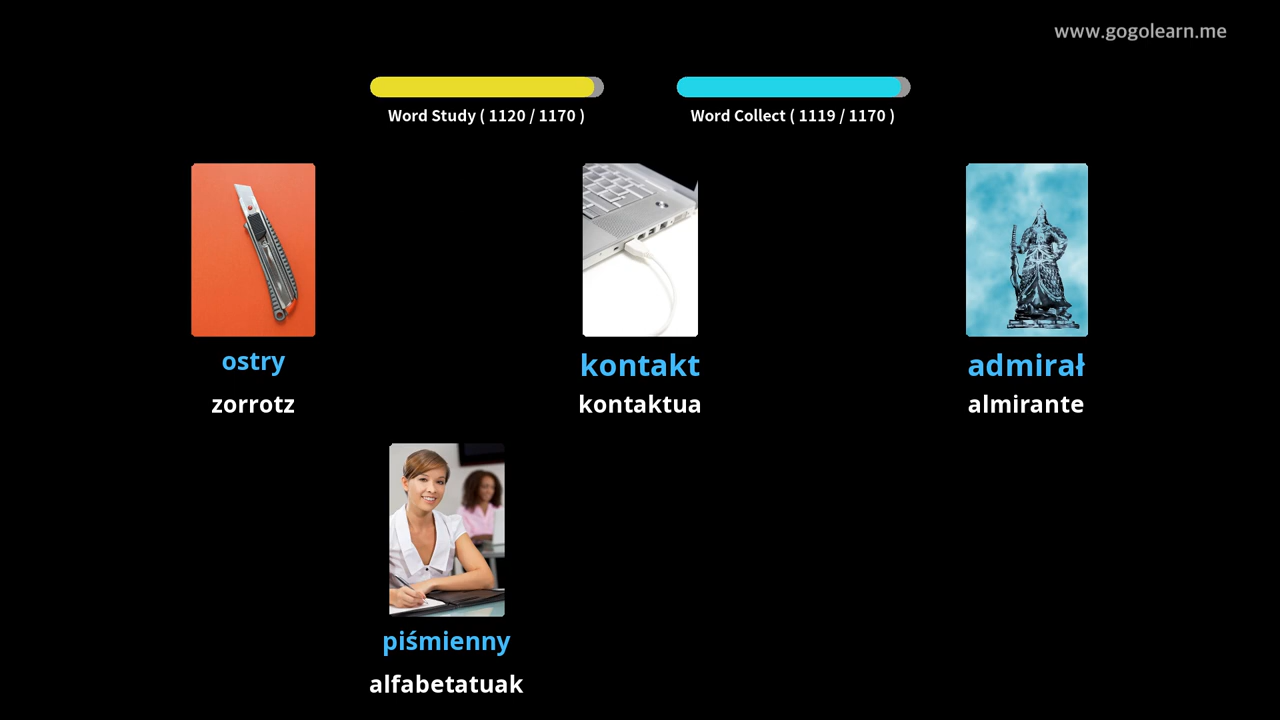 www.gogolearn.me
Word Study ( 1120 / 1170 )
Word Collect ( 1119 / 1170 )
ostry
kontakt
admirał
zorrotz
kontaktua
almirante
piśmienny
alfabetatuak